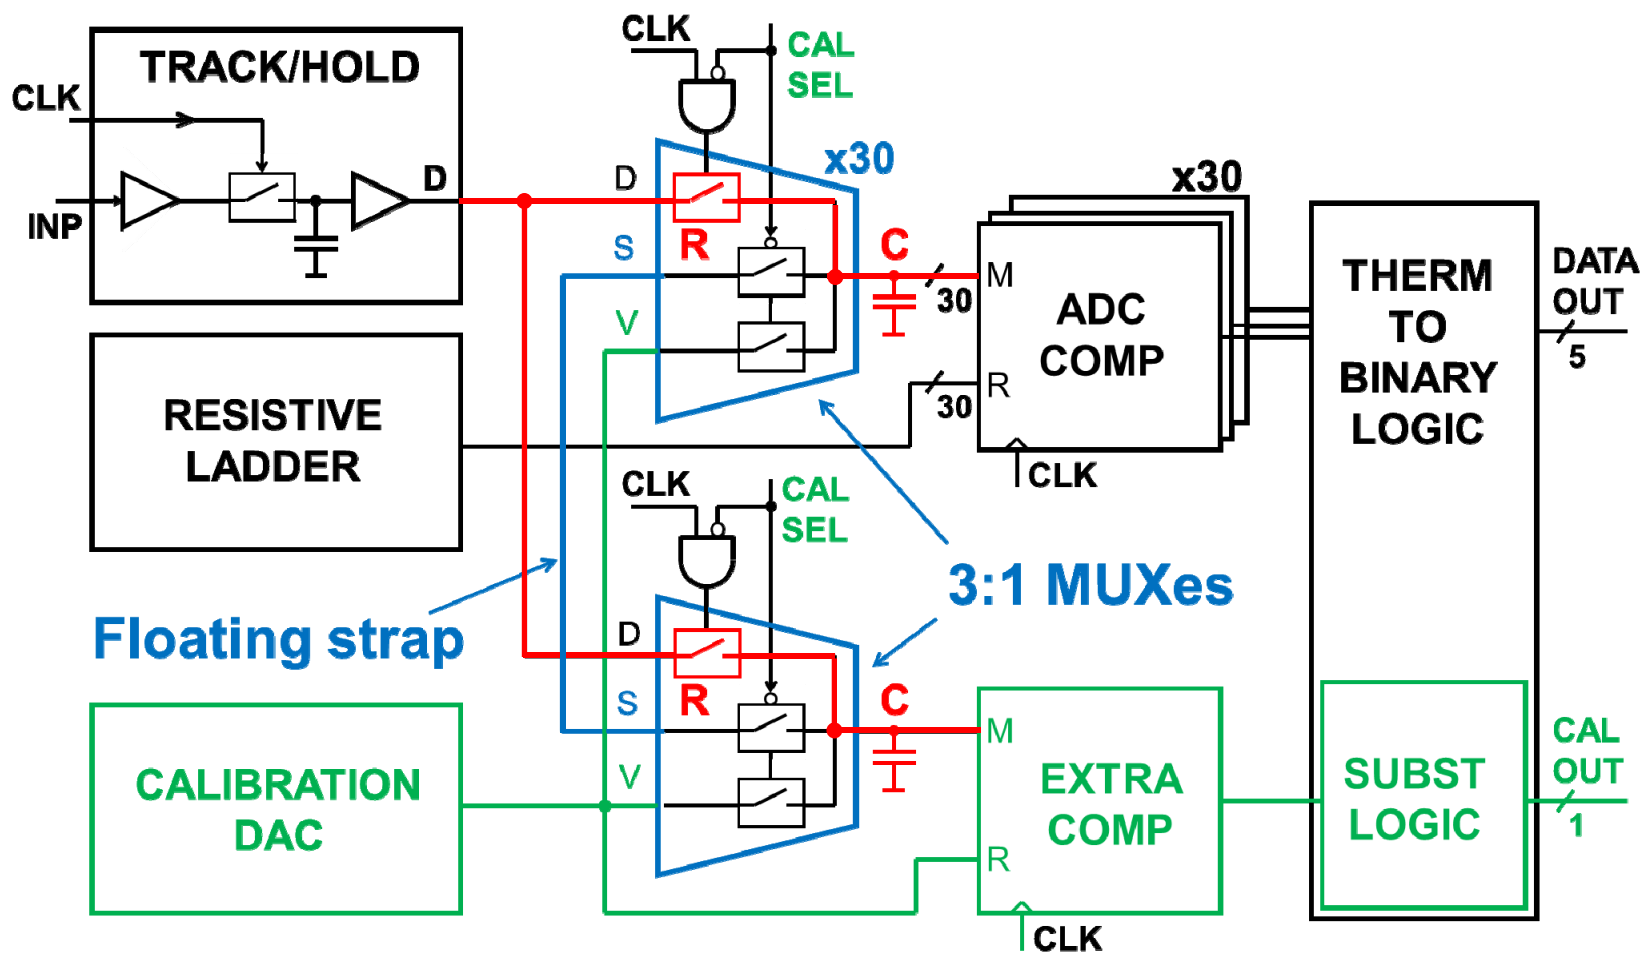 TRACK/HOLD
CLK
INP
D
CLK
CAL
SEL
x30
D
R
S
V
C
30
30
x30
M
ADC
COMP
R
CLK
THERM
TO
BINARY
LOGIC
DATA
OUT
5
RESISTIVE
LADDER
CLK
CAL
SEL
Floating strap
3:1 MUXes
D
R
S
V
C
CALIBRATION
DAC
M
EXTRA
COMP
R
CLK
SUBST
LOGIC
CAL
OUT
1